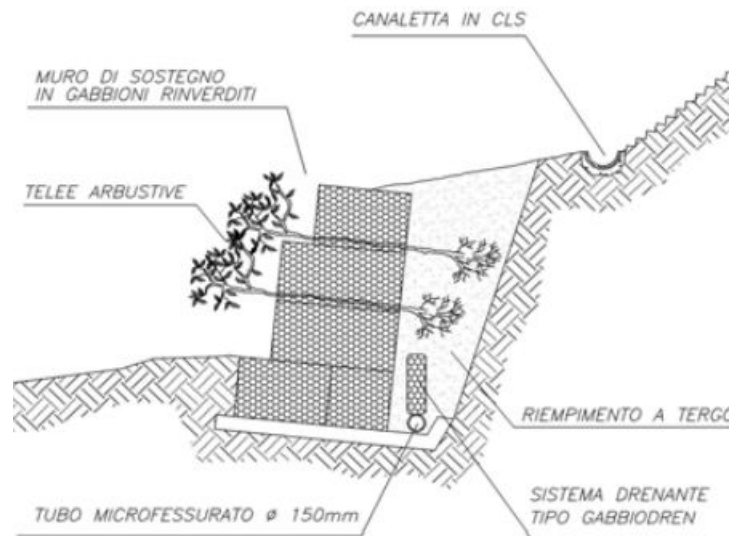 CANALETTA IN CLS
MURO DI SOSTEGNO
IN GABBIONI RINVERDITI
TELEE ARBUSTIVE
RIEMPIMENTO A TERGO
SISTEMA DRENANTE
TIPO GABBIODREN
TUBO MICROFESSURATO ø 150mm